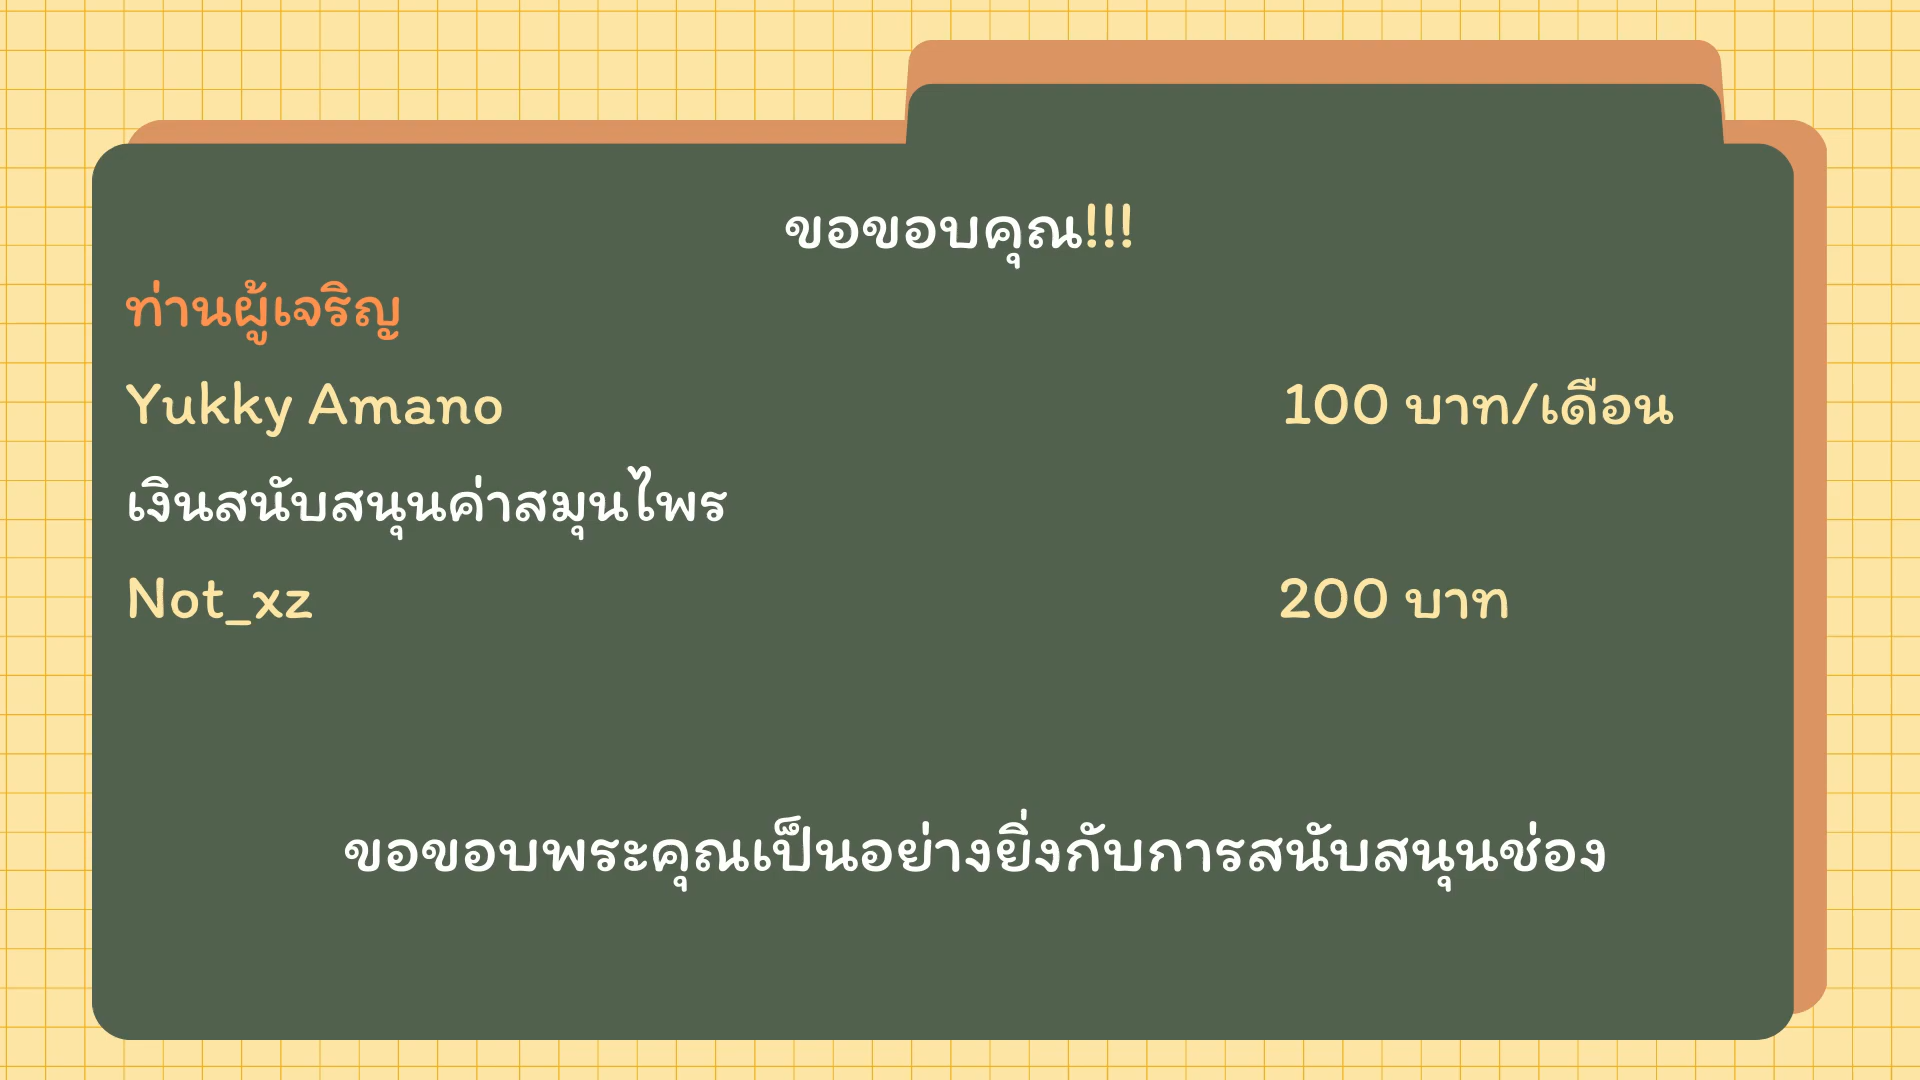 ขอขอบคุณ!!!
ท่านผู้เจริญ
Yukky Amano 100 บาท/เดือน
เงินสนับสนุนค่าสมุนไพร
Not_xz 200 บาท
ขอขอบพระคุณเป็นอย่างยิ่งกับการสนับสนุนช่อง